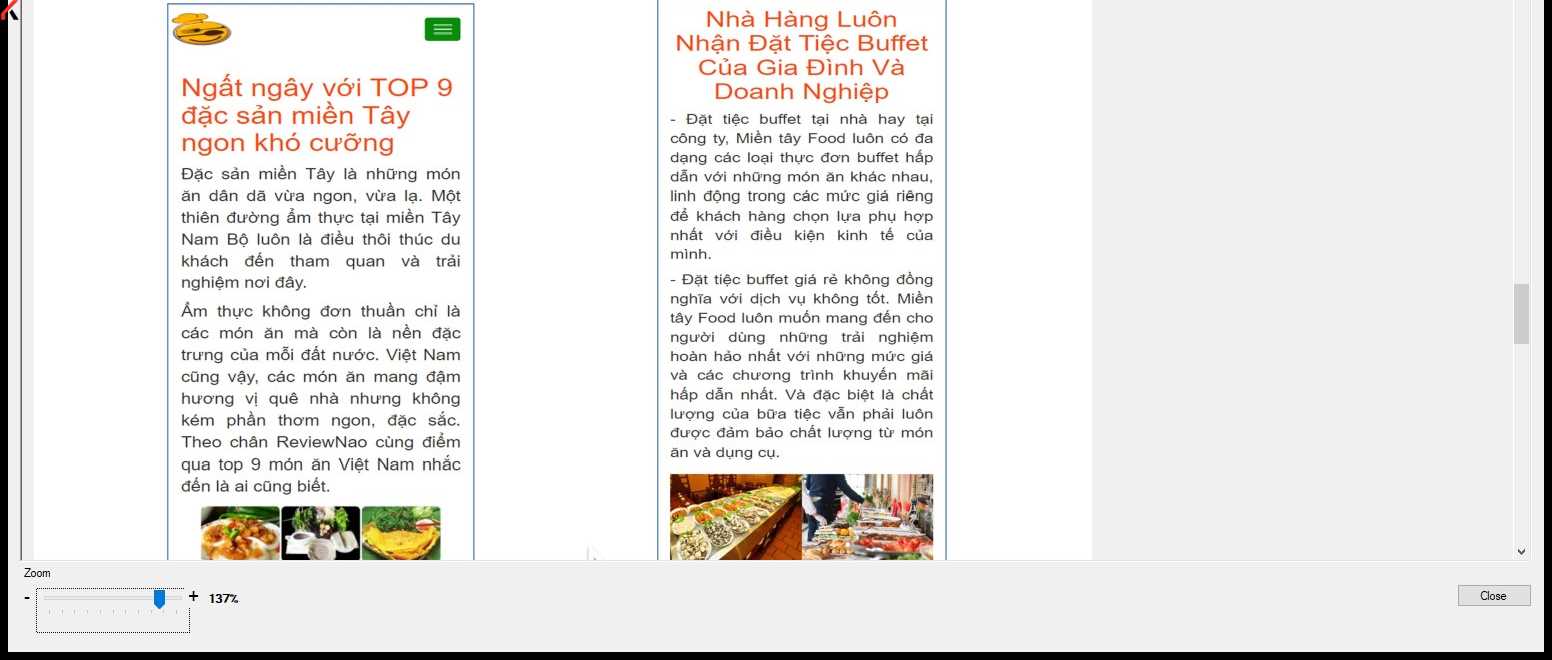 Ngất ngây với TOP 9
đặc sản miền Tây
ngon khó cưỡng
Đặc sản miền Tây là những món
ăn dân dã vừa ngon, vừa lạ. Một
thiên đường ẩm thực tại miền Tây
Nam Bộ luôn là điều thôi thúc du
khách đến tham quan và trải
nghiệm nơi đây.
Ẩm thực không đơn thuần chỉ là
các món ăn mà còn là nền đặc
trưng của mỗi đất nước. Việt Nam
cũng vậy, các món ăn mang đậm
hương vị quê nhà nhưng không
kém phần thơm ngon, đặc sắc.
Theo chân ReviewNao cùng điểm
qua top 9 món ăn Việt Nam nhắc
đến là ai cũng biết.
Nhà Hàng Luôn
Nhận Đặt Tiệc Buffet
Của Gia Đình Và
Doanh Nghiệp
- Đặt tiệc buffet tại nhà hay tại
công ty, Miền tây Food luôn có đa
dạng các loại thực đơn buffet hấp
dẫn với những món ăn khác nhau,
linh động trong các mức giá riêng
để khách hàng chọn lựa phụ hợp
nhất với điều kiện kinh tế của
mình.
- Đặt tiệc buffet giá rẻ không đồng
nghĩa với dịch vụ không tốt. Miền
tây Food luôn muốn mang đến cho
người dùng những trải nghiệm
hoàn hảo nhất với những mức giá
và các chương trình khuyến mãi
hấp dẫn nhất. Và đặc biệt là chất
lượng của bữa tiệc vẫn phải luôn
được đảm bảo chất lượng từ món
ăn và dụng cụ.
Zoom
- + 137%
Close